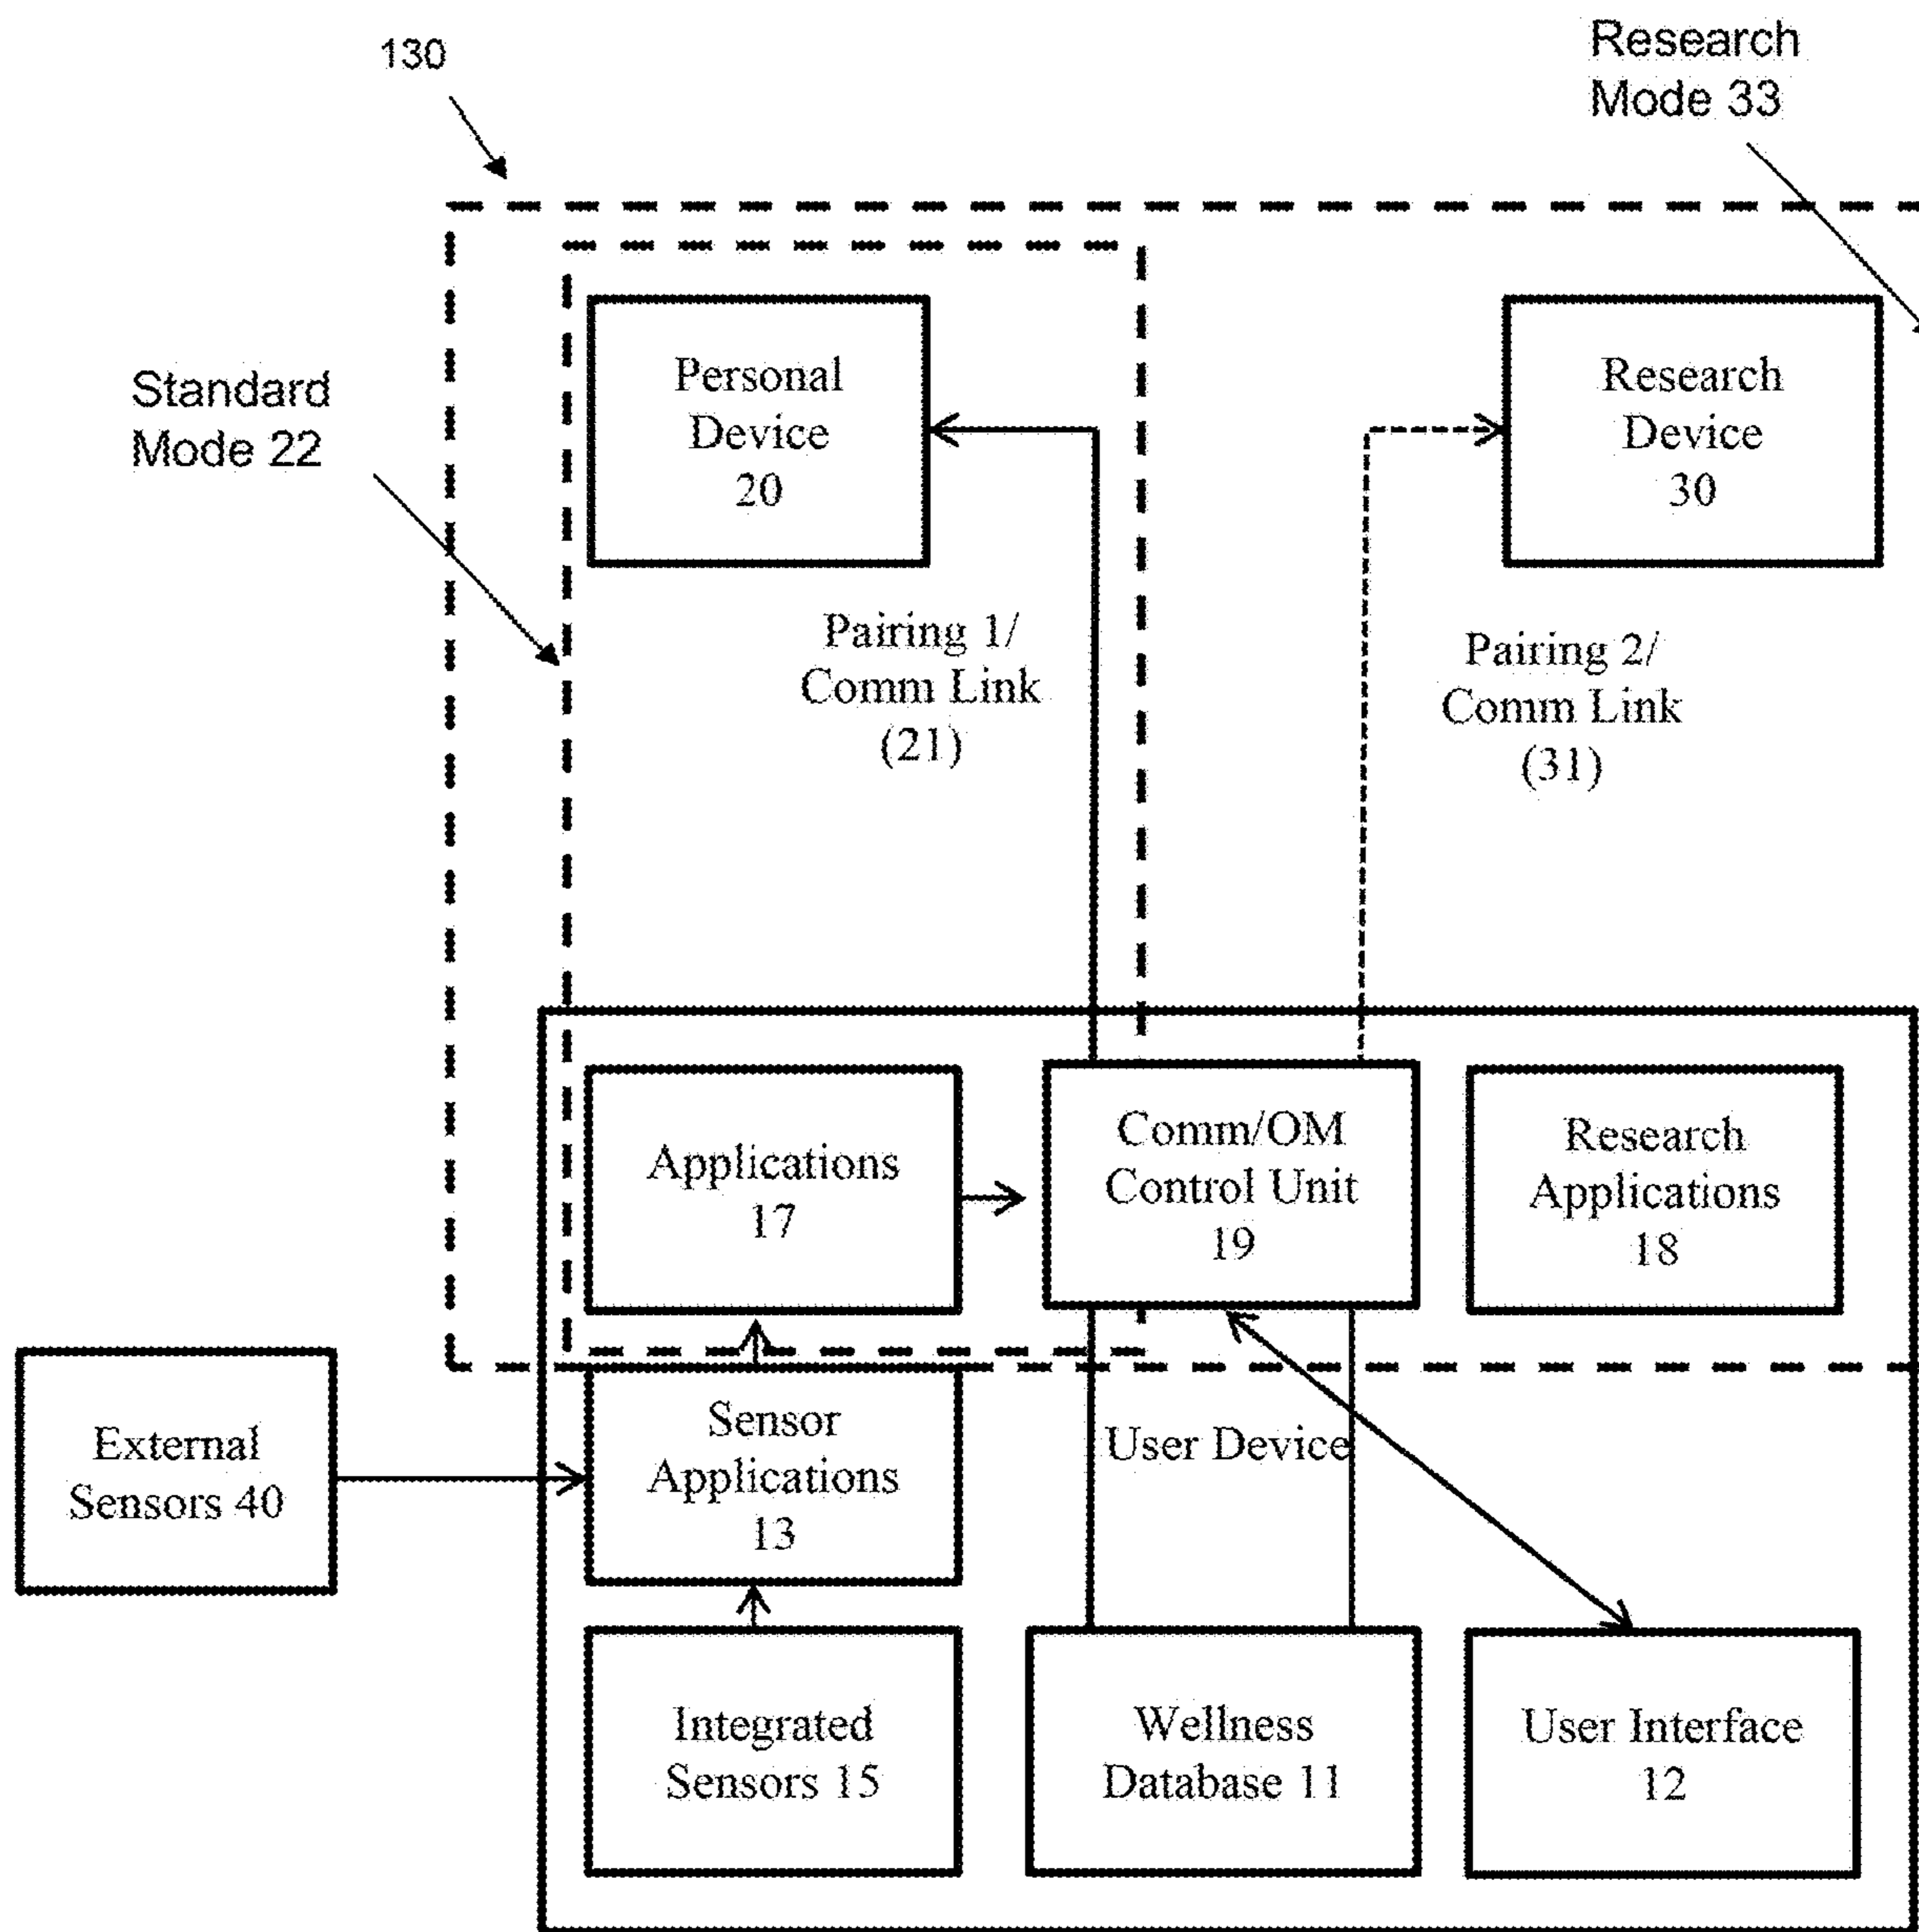 130
Research
Mode 33
Standard
Mode 22
Personal
Device
20
Research
Device
30
Pairing 1/
Comm Link
(21)
Pairing 2/
Comm Link
(31)
Applications
17
Comm/OM
Control Unit
19
Research
Applications
18
External
Sensors 40
Sensor
Applications
13
User Device
Integrated
Sensors 15
Wellness
Database 11
User Interface
12